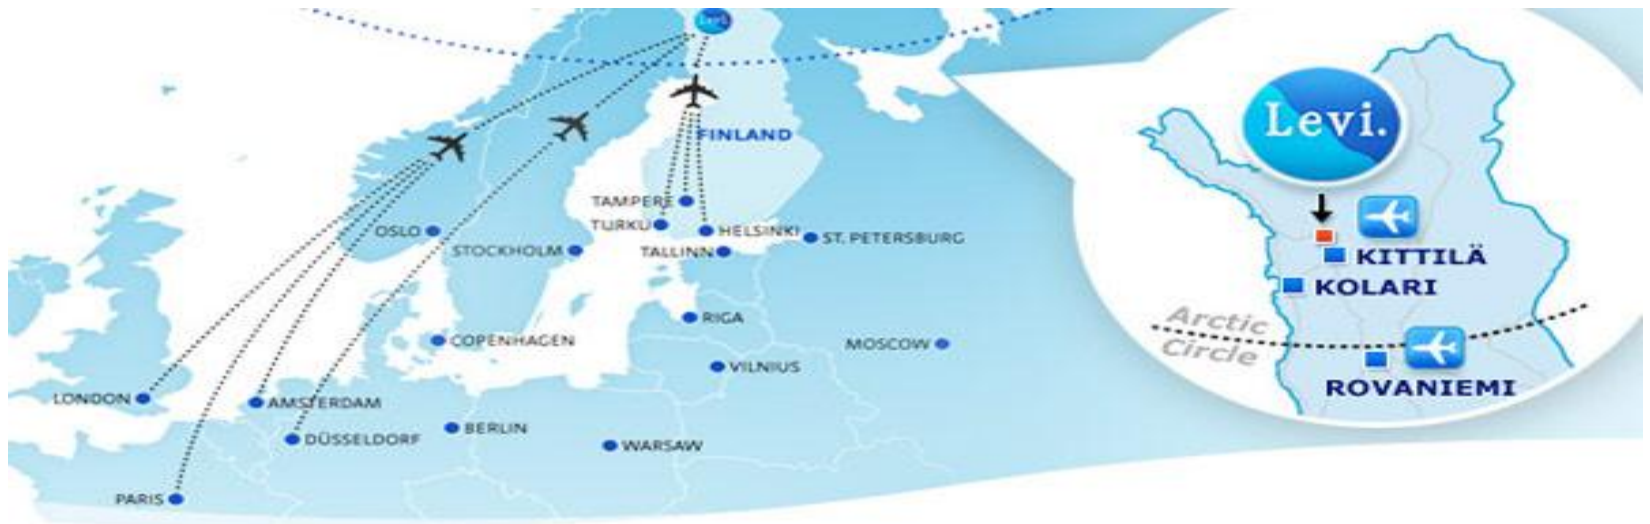 Levi.
FINLAND
TAMPERE
TURKU
HELSINKI
OSLO
STOCKHOLM
TALLINN
ST. PETERSBURG
RIGA
COPENHAGEN
MOSCOW
VILNIUS
LONDON
AMSTERDAM
BERLIN
DÜSSELDORF
WARSAW
PARIS
Levi.
KITTILÄ
KOLARI
Arctic
Circle
ROVANIEMI